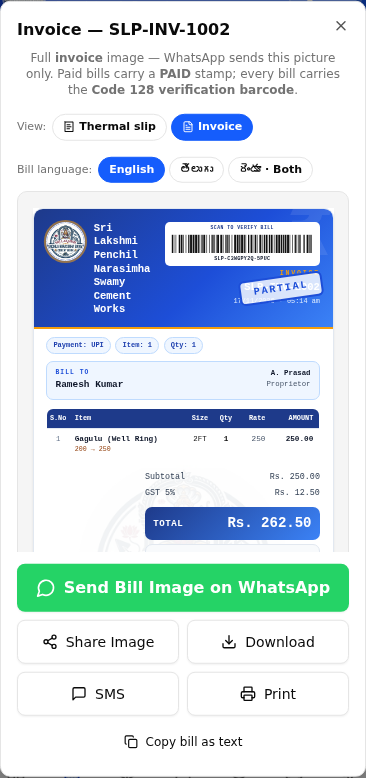 Invoice — SLP-INV-1002
Full invoice image — WhatsApp sends this picture
only. Paid bills carry a PAID stamp; every bill carries
the Code 128 verification barcode.
View:
Thermal slip
Invoice
Bill language:
English
తెలుగు
రెండూ · Both
Sri
Lakshmi
Penchil
Narasimha
Swamy
Cement
Works
SCAN TO VERIFY BILL
SLP-C3WGPY2Q-5PUC
INVOICE
PARTIAL
05:14 am
Payment: UPI
Item: 1
Qty: 1
BILL TO
Ramesh Kumar
A. Prasad
Proprietor
S.No Item Size Qty Rate AMOUNT
1 Gagulu (Well Ring) 2FT 1 250 250.00
200 → 250
Subtotal Rs. 250.00
GST 5% Rs. 12.50
TOTAL Rs. 262.50
Send Bill Image on WhatsApp
Share Image
Download
SMS
Print
Copy bill as text